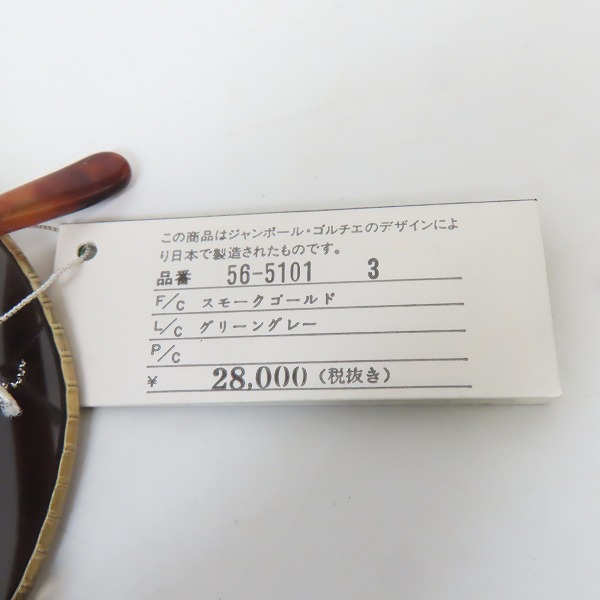 この商品はジャンポール・ゴルチエのデザインによ
り日本で製造されたものです。
品番 56-5101 3
F/C スモークゴールド
L/C グリーングレー
P/C
¥ 28,000 (税抜き)